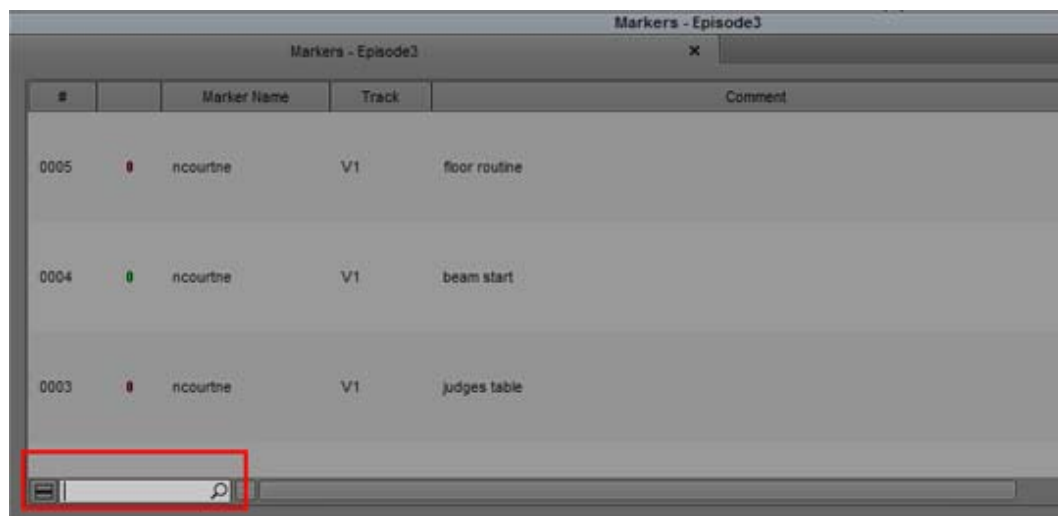 Markers - Episode3
Markers - Episode3
# Marker Name Track Comment
0005 ncourtne V1 floor routine
0004 ncourtne V1 beam start
0003 ncourtne V1 judges table